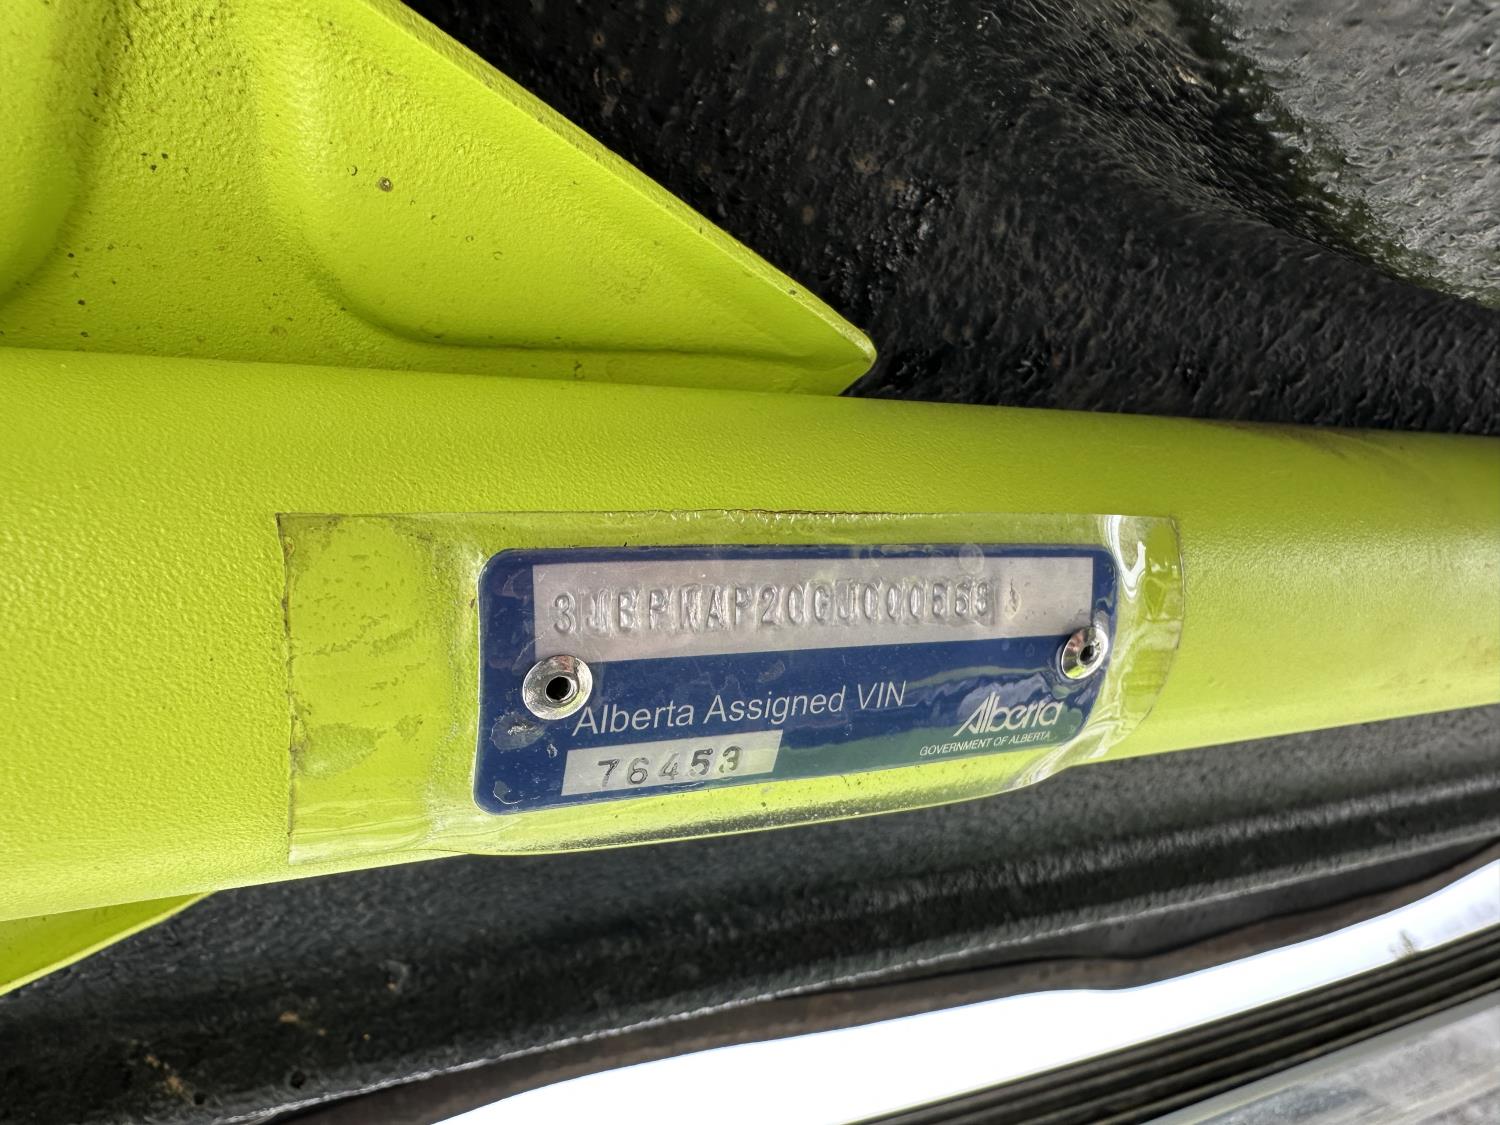 Alberta Assigned VIN
Alberta
GOVERNMENT OF ALBERTA
76453